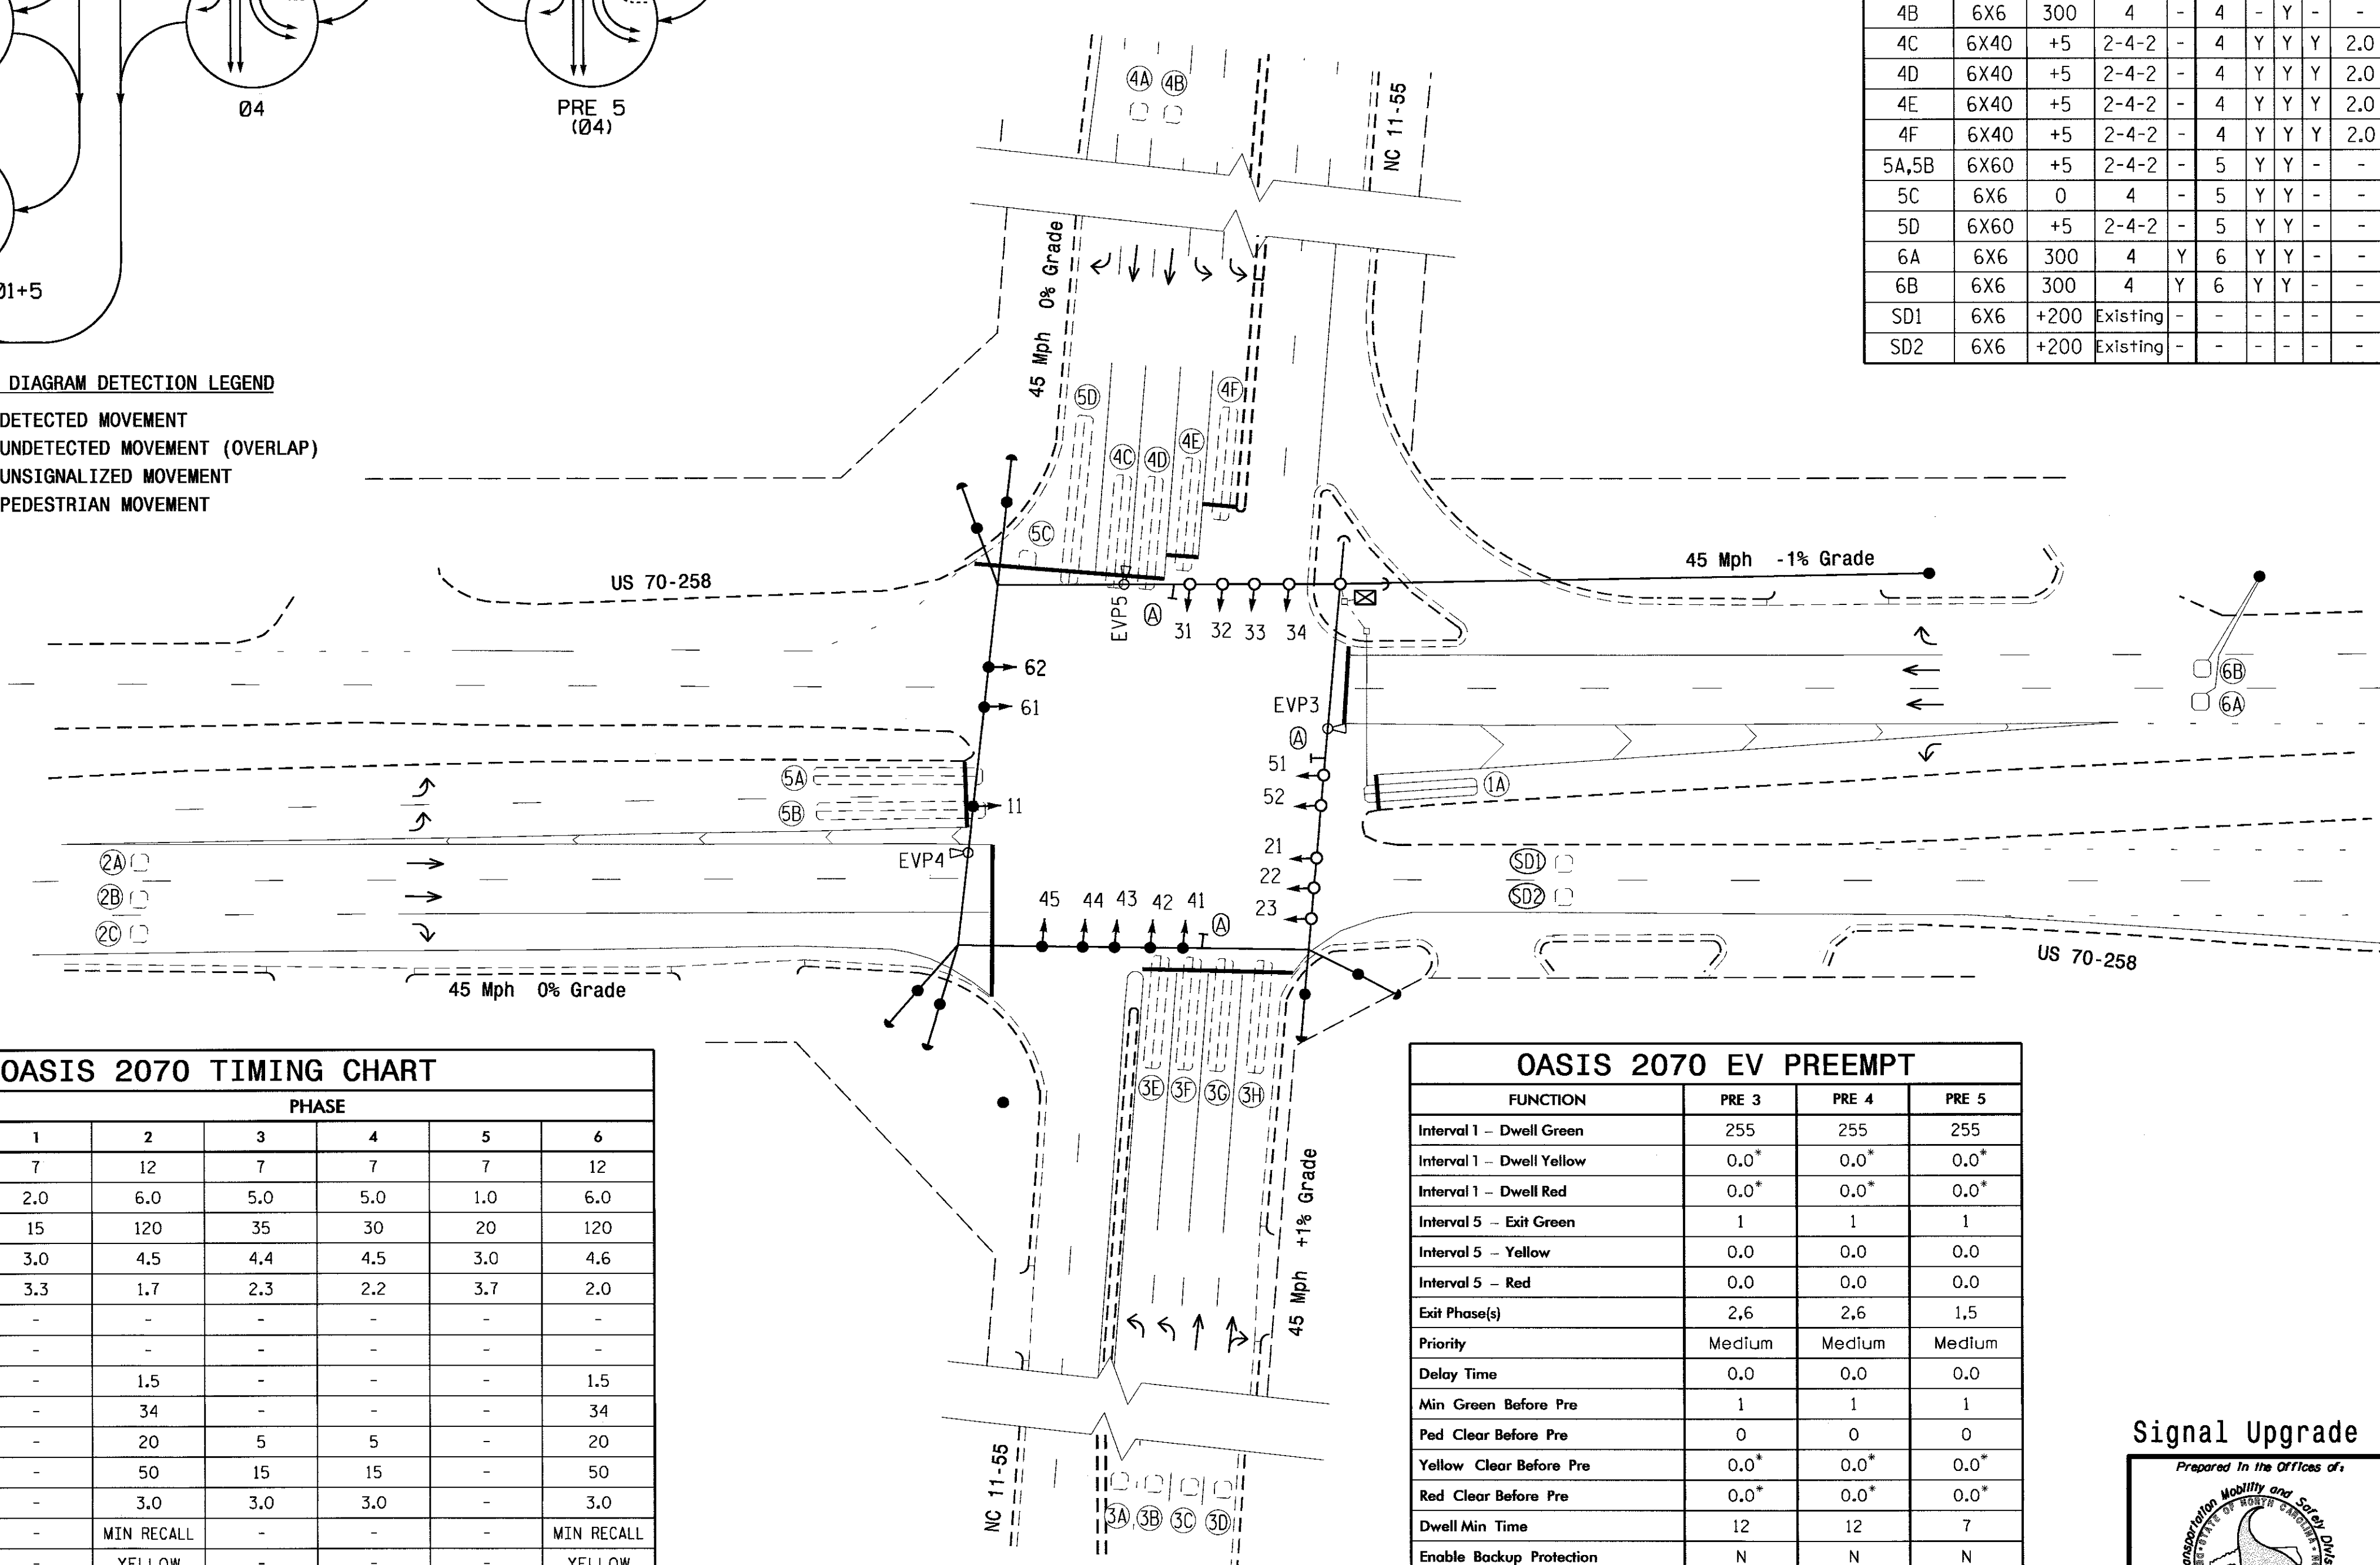 Ø4
PRE 5
(Ø4)
Ø1+5
DIAGRAM DETECTION LEGEND
DETECTED MOVEMENT
UNDETECTED MOVEMENT (OVERLAP)
UNSIGNALIZED MOVEMENT
PEDESTRIAN MOVEMENT
4B 6X6 300 4 - 4 - Y - -
4C 6X40 +5 2-4-2 - 4 Y Y Y 2.0
4D 6X40 +5 2-4-2 - 4 Y Y Y 2.0
4E 6X40 +5 2-4-2 - 4 Y Y Y 2.0
4F 6X40 +5 2-4-2 - 4 Y Y Y 2.0
5A,5B 6X60 +5 2-4-2 - 5 Y Y - -
5C 6X6 0 4 - 5 Y Y - -
5D 6X60 +5 2-4-2 - 5 Y Y - -
6A 6X6 300 4 Y 6 Y Y - -
6B 6X6 300 4 Y 6 Y Y - -
SD1 6X6 +200 Existing - - - - - -
SD2 6X6 +200 Existing - - - - - -
4A 4B
NC 11-55
45 Mph 0% Grade
5D 4F
4C 4D 4E
5C
US 70-258
45 Mph -1% Grade
EVP5 A 31 32 33 34
62
61
EVP3
A
6B
6A
5A
5B
11
51
52
1A
2A
2B
2C
EVP4
21
22
23
SD1
SD2
45 44 43 42 41 A
45 Mph 0% Grade
US 70-258
3E 3F 3G 3H
45 Mph +1% Grade
NC 11-55
3A 3B 3C 3D
OASIS 2070 TIMING CHART
PHASE
1 2 3 4 5 6
7 12 7 7 7 12
2.0 6.0 5.0 5.0 1.0 6.0
15 120 35 30 20 120
3.0 4.5 4.4 4.5 3.0 4.6
3.3 1.7 2.3 2.2 3.7 2.0
- - - - - -
- - - - - -
- 1.5 - - - 1.5
- 34 - - - 34
- 20 5 5 - 20
- 50 15 15 - 50
- 3.0 3.0 3.0 - 3.0
- MIN RECALL - - - MIN RECALL
- YELLOW - - - YELLOW
OASIS 2070 EV PREEMPT
FUNCTION PRE 3 PRE 4 PRE 5
Interval 1 – Dwell Green 255 255 255
Interval 1 – Dwell Yellow 0.0* 0.0* 0.0*
Interval 1 – Dwell Red 0.0* 0.0* 0.0*
Interval 5 – Exit Green 1 1 1
Interval 5 – Yellow 0.0 0.0 0.0
Interval 5 – Red 0.0 0.0 0.0
Exit Phase(s) 2,6 2,6 1,5
Priority Medium Medium Medium
Delay Time 0.0 0.0 0.0
Min Green Before Pre 1 1 1
Ped Clear Before Pre 0 0 0
Yellow Clear Before Pre 0.0* 0.0* 0.0*
Red Clear Before Pre 0.0* 0.0* 0.0*
Dwell Min Time 12 12 7
Enable Backup Protection N N N
Signal Upgrade
Prepared in the Offices of:
Mobility and Safety
STATE OF NORTH CAROLINA